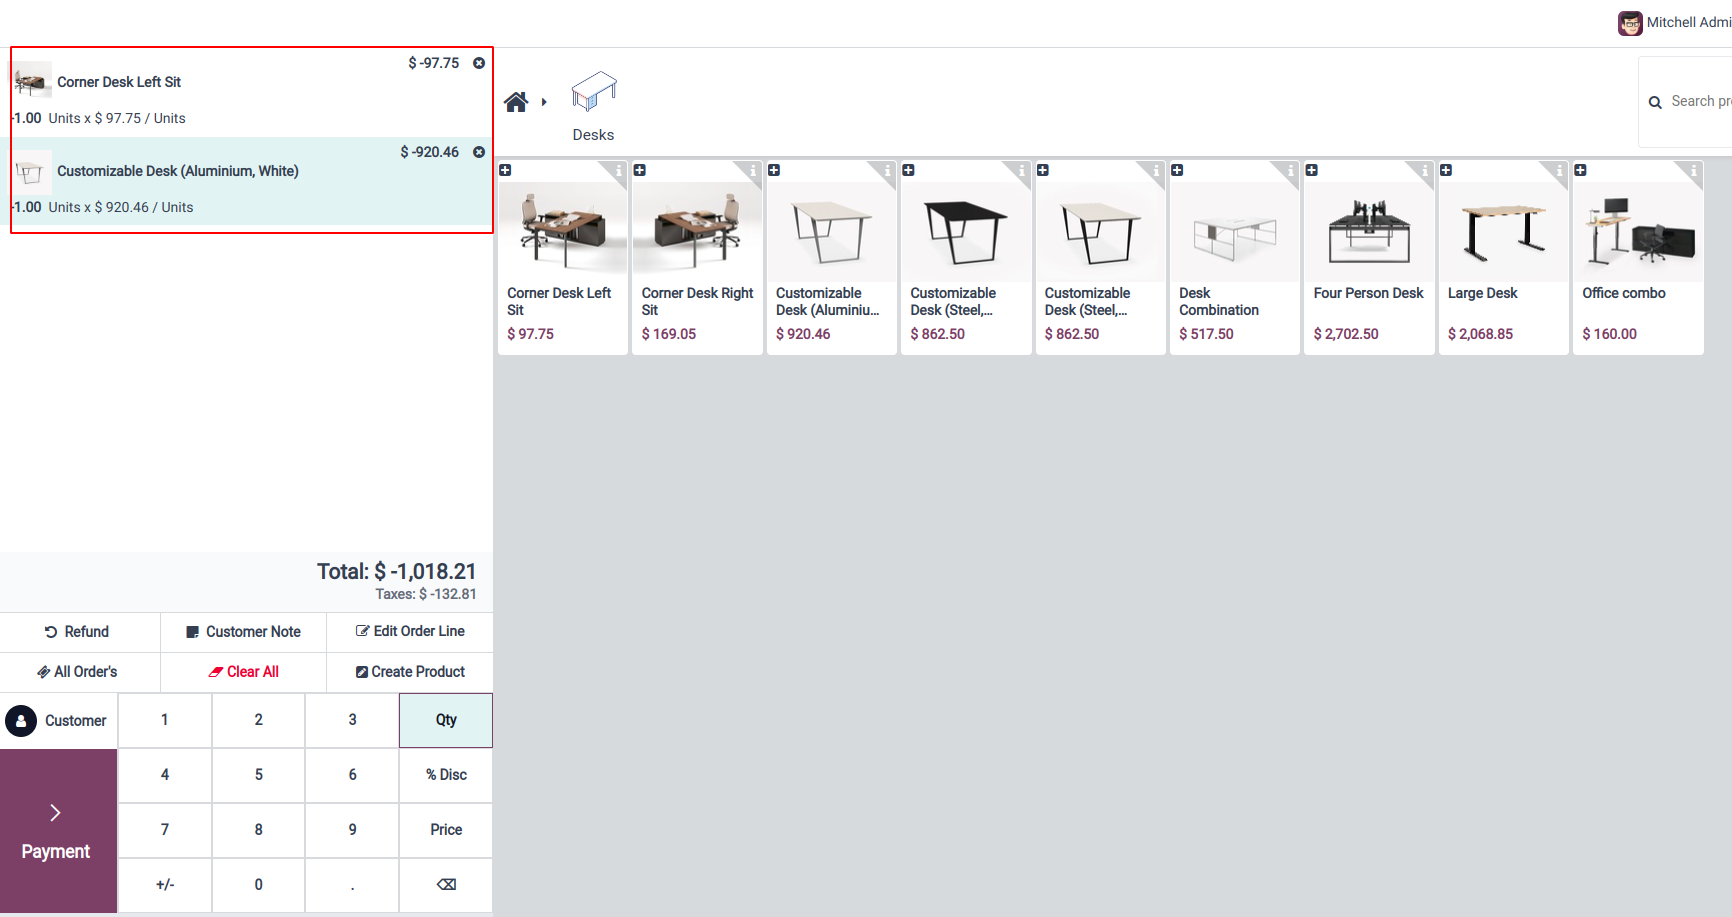 Mitchell Admi
Corner Desk Left Sit
$ -97.75
-1.00 Units x $ 97.75 / Units
Customizable Desk (Aluminium, White)
$ -920.46
-1.00 Units x $ 920.46 / Units
Total: $ -1,018.21
Taxes: $ -132.81
Refund
Customer Note
Edit Order Line
All Order's
Clear All
Create Product
Customer
1
2
3
Qty
4
5
6
% Disc
7
8
9
Price
+/-
0
.
Payment
Desks
Search pr
Corner Desk Left
Sit
$ 97.75
Corner Desk Right
Sit
$ 169.05
Customizable
Desk (Aluminiu...
$ 920.46
Customizable
Desk (Steel,...
$ 862.50
Customizable
Desk (Steel,...
$ 862.50
Desk
Combination
$ 517.50
Four Person Desk
$ 2,702.50
Large Desk
$ 2,068.85
Office combo
$ 160.00